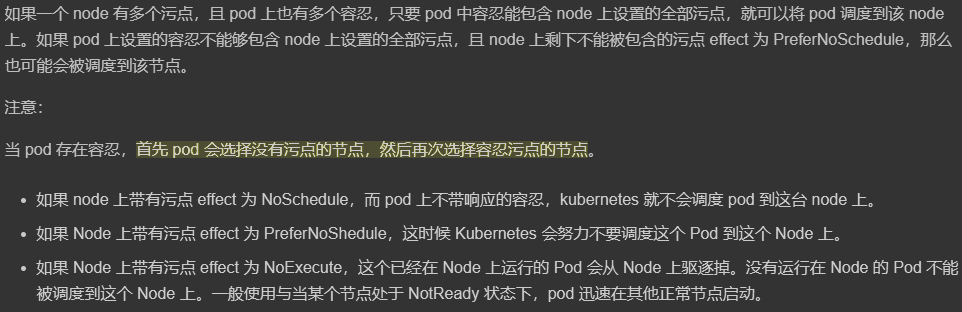 如果一个 node 有多个污点，且 pod 上也有多个容忍，只要 pod 中容忍能包含 node 上设置的全部污点，就可以将 pod 调度到该 node
上。如果 pod 上设置的容忍不能够包含 node 上设置的全部污点，且 node 上剩下不能被包含的污点 effect 为 PreferNoSchedule，那么
也可能会被调度到该节点。
注意：
当 pod 存在容忍，首先 pod 会选择没有污点的节点，然后再次选择容忍污点的节点。
• 如果 node 上带有污点 effect 为 NoSchedule，而 pod 上不带响应的容忍，kubernetes 就不会调度 pod 到这台 node 上。
• 如果 Node 上带有污点 effect 为 PreferNoShedule，这时候 Kubernetes 会努力不要调度这个 Pod 到这个 Node 上。
• 如果 Node 上带有污点 effect 为 NoExecute，这个已经在 Node 上运行的 Pod 会从 Node 上驱逐掉。没有运行在 Node 的 Pod 不能
被调度到这个 Node 上。一般使用与当某个节点处于 NotReady 状态下，pod 迅速在其他正常节点启动。